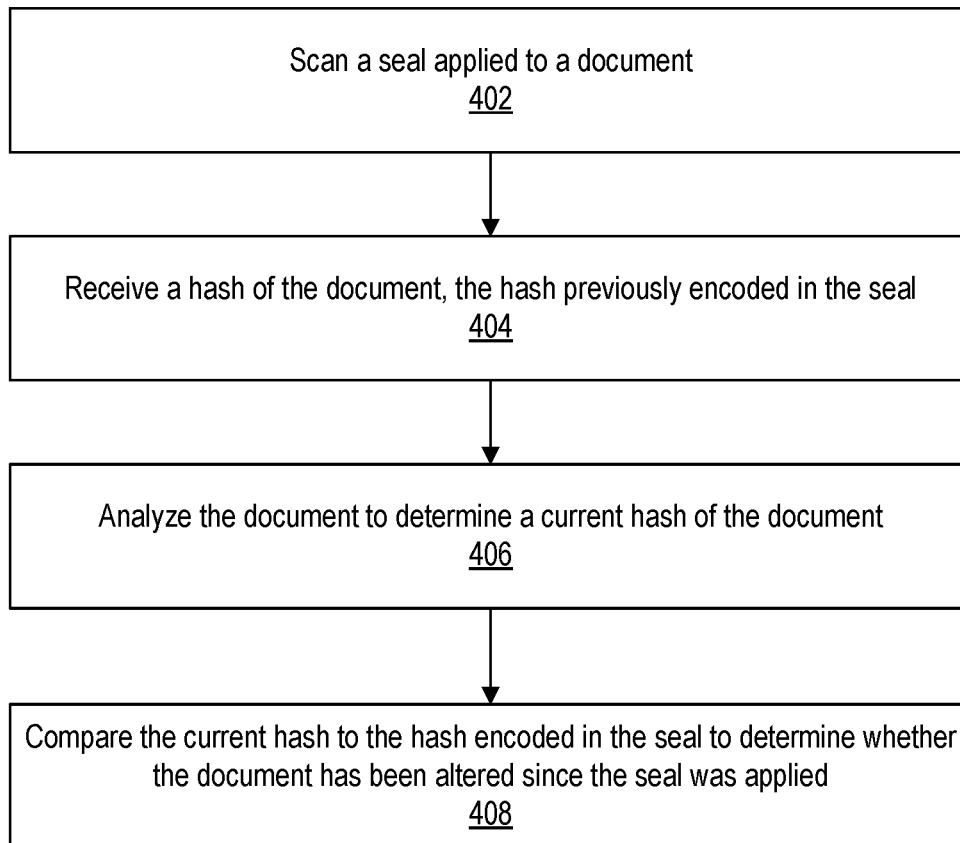 Scan a seal applied to a document
402
Receive a hash of the document, the hash previously encoded in the seal
404
Analyze the document to determine a current hash of the document
406
Compare the current hash to the hash encoded in the seal to determine whether
the document has been altered since the seal was applied
408